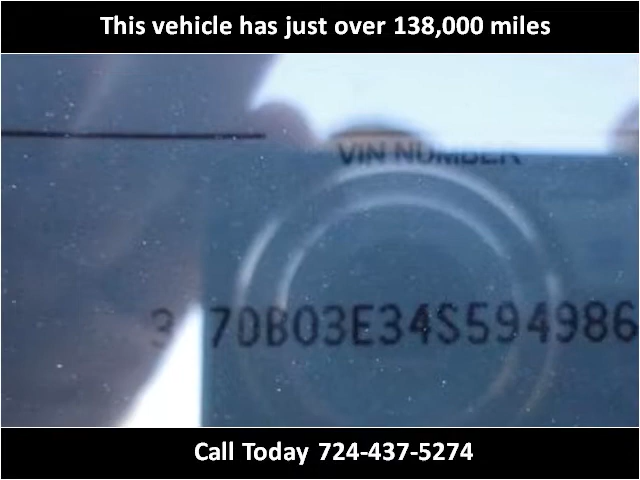 This vehicle has just over 138,000 miles
VIN NUMBER
3 70B03E34S594986
Call Today 724-437-5274